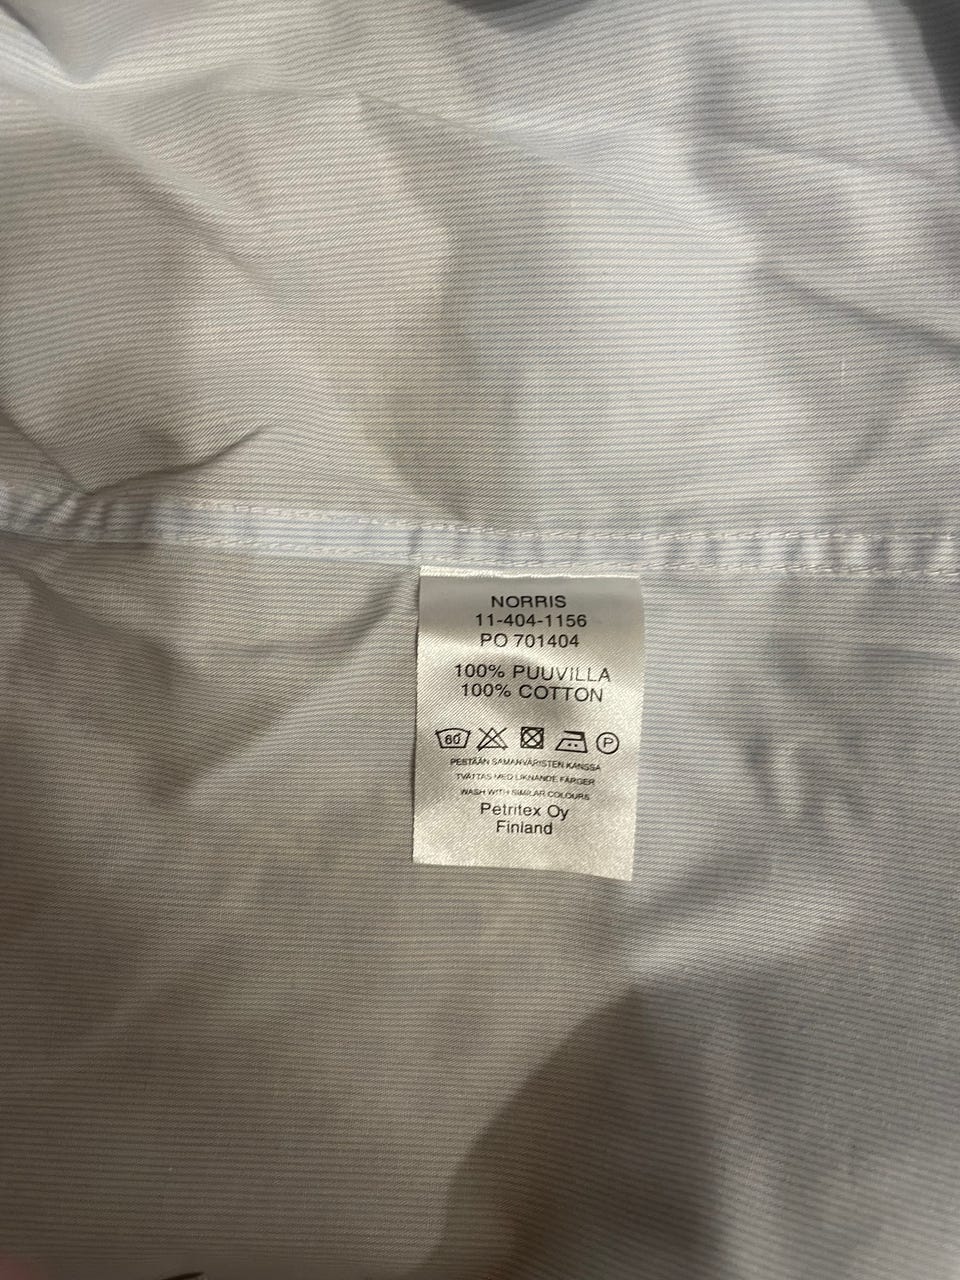 NORRIS
11-404-1156
PO 701404
100% PUUVILLA
100% COTTON
60 P
PESTÄÄN SAMANVÄRISTEN KANSSA
TVÄTTAS MED LIKNANDE FÄRGER
WASH WITH SIMILAR COLOURS
Petritex Oy
Finland